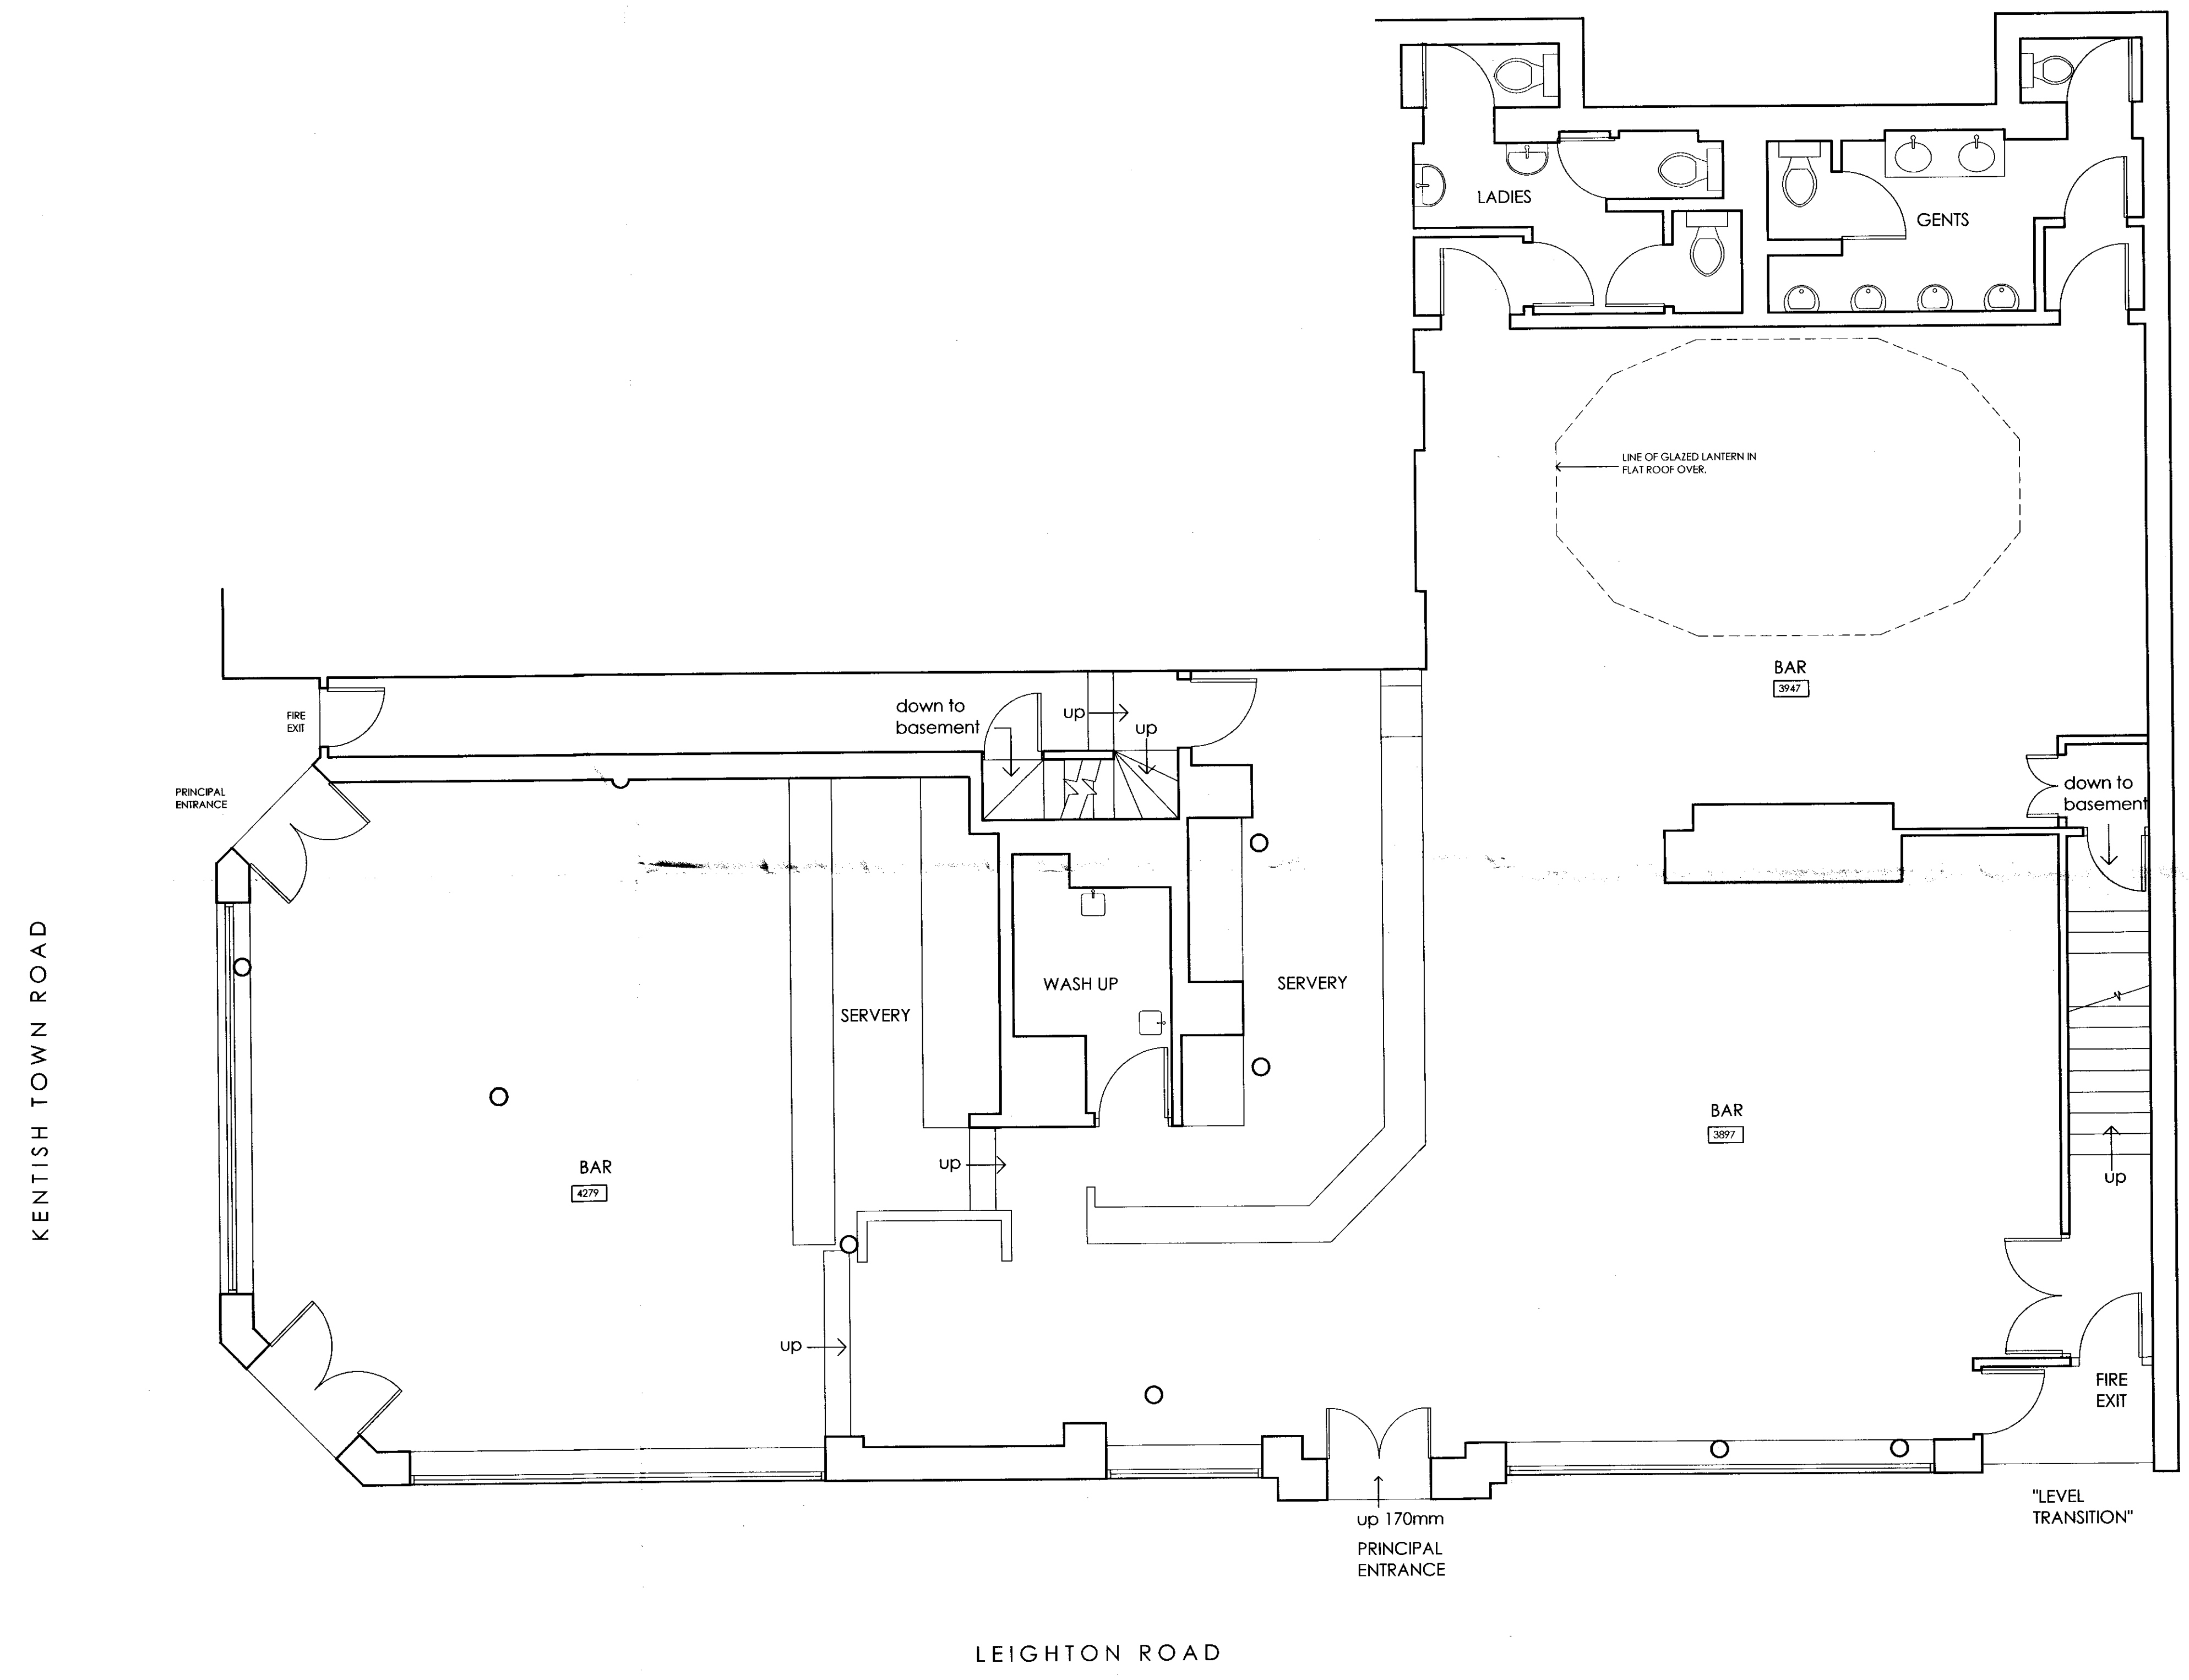 LADIES
GENTS
LINE OF GLAZED LANTERN IN
FLAT ROOF OVER.
BAR
3947
FIRE
EXIT
down to
basement
up
up
PRINCIPAL
ENTRANCE
down to
basement
KENTISH TOWN ROAD
SERVERY
WASH UP
SERVERY
BAR
4279
up
BAR
3897
up
up
FIRE
EXIT
up 170mm
PRINCIPAL
ENTRANCE
"LEVEL
TRANSITION"
LEIGHTON ROAD